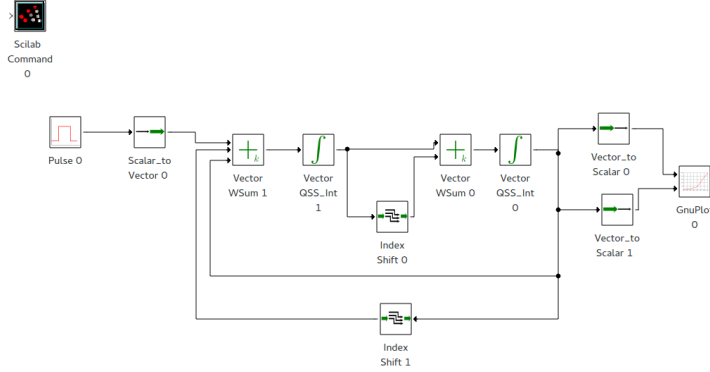 Scilab
Command
0
Pulse 0
Scalar_to
Vector 0
k
Vector
WSum 1
Vector
QSS_Int
1
Index
Shift 0
k
Vector
WSum 0
Vector
QSS_Int
0
Vector_to
Scalar 0
Vector_to
Scalar 1
GnuPlot
0
Index
Shift 1